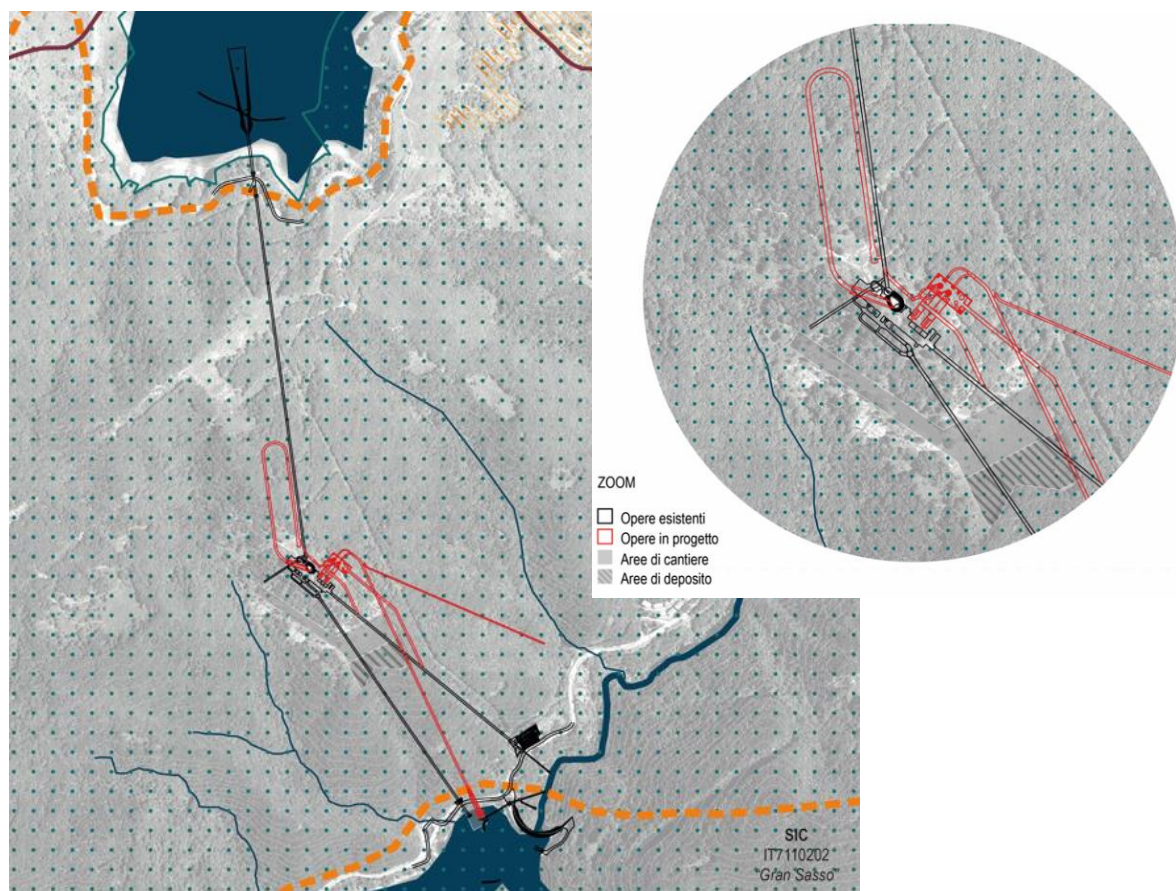 ZOOM
Opere esistenti
Opere in progetto
Aree di cantiere
Aree di deposito
SIC
IT7110202
"Gran Sasso"